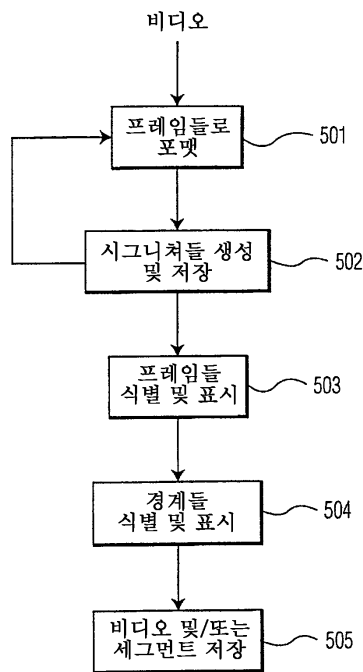 비디오
프레임들로
포맷
501
시그니쳐들 생성
및 저장
502
프레임들
식별 및 표시
503
경계들
식별 및 표시
504
비디오 및/또는
세그먼트 저장
505